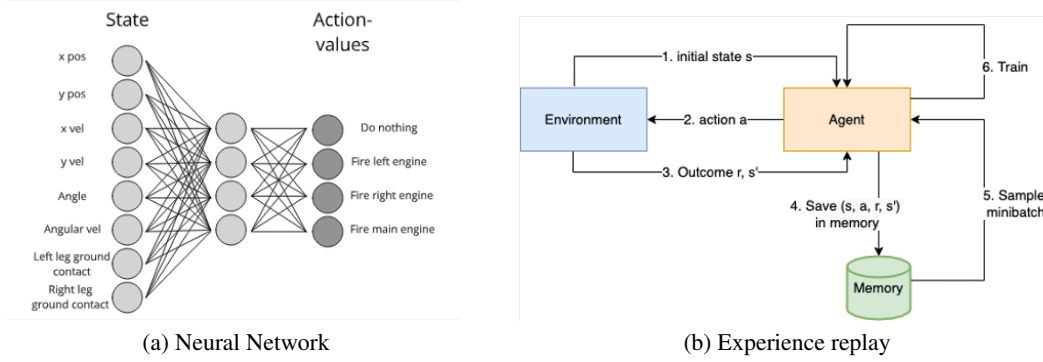 State
Action-
values
x pos
y pos
x vel
y vel
Angle
Angular vel
Left leg ground
contact
Right leg
ground contact
Do nothing
Fire left engine
Fire right engine
Fire main engine
(a) Neural Network
1. initial state s
6. Train
Environment
2. action a
Agent
3. Outcome r, s'
4. Save (s, a, r, s')
in memory
5. Sample
minibatch
Memory
(b) Experience replay